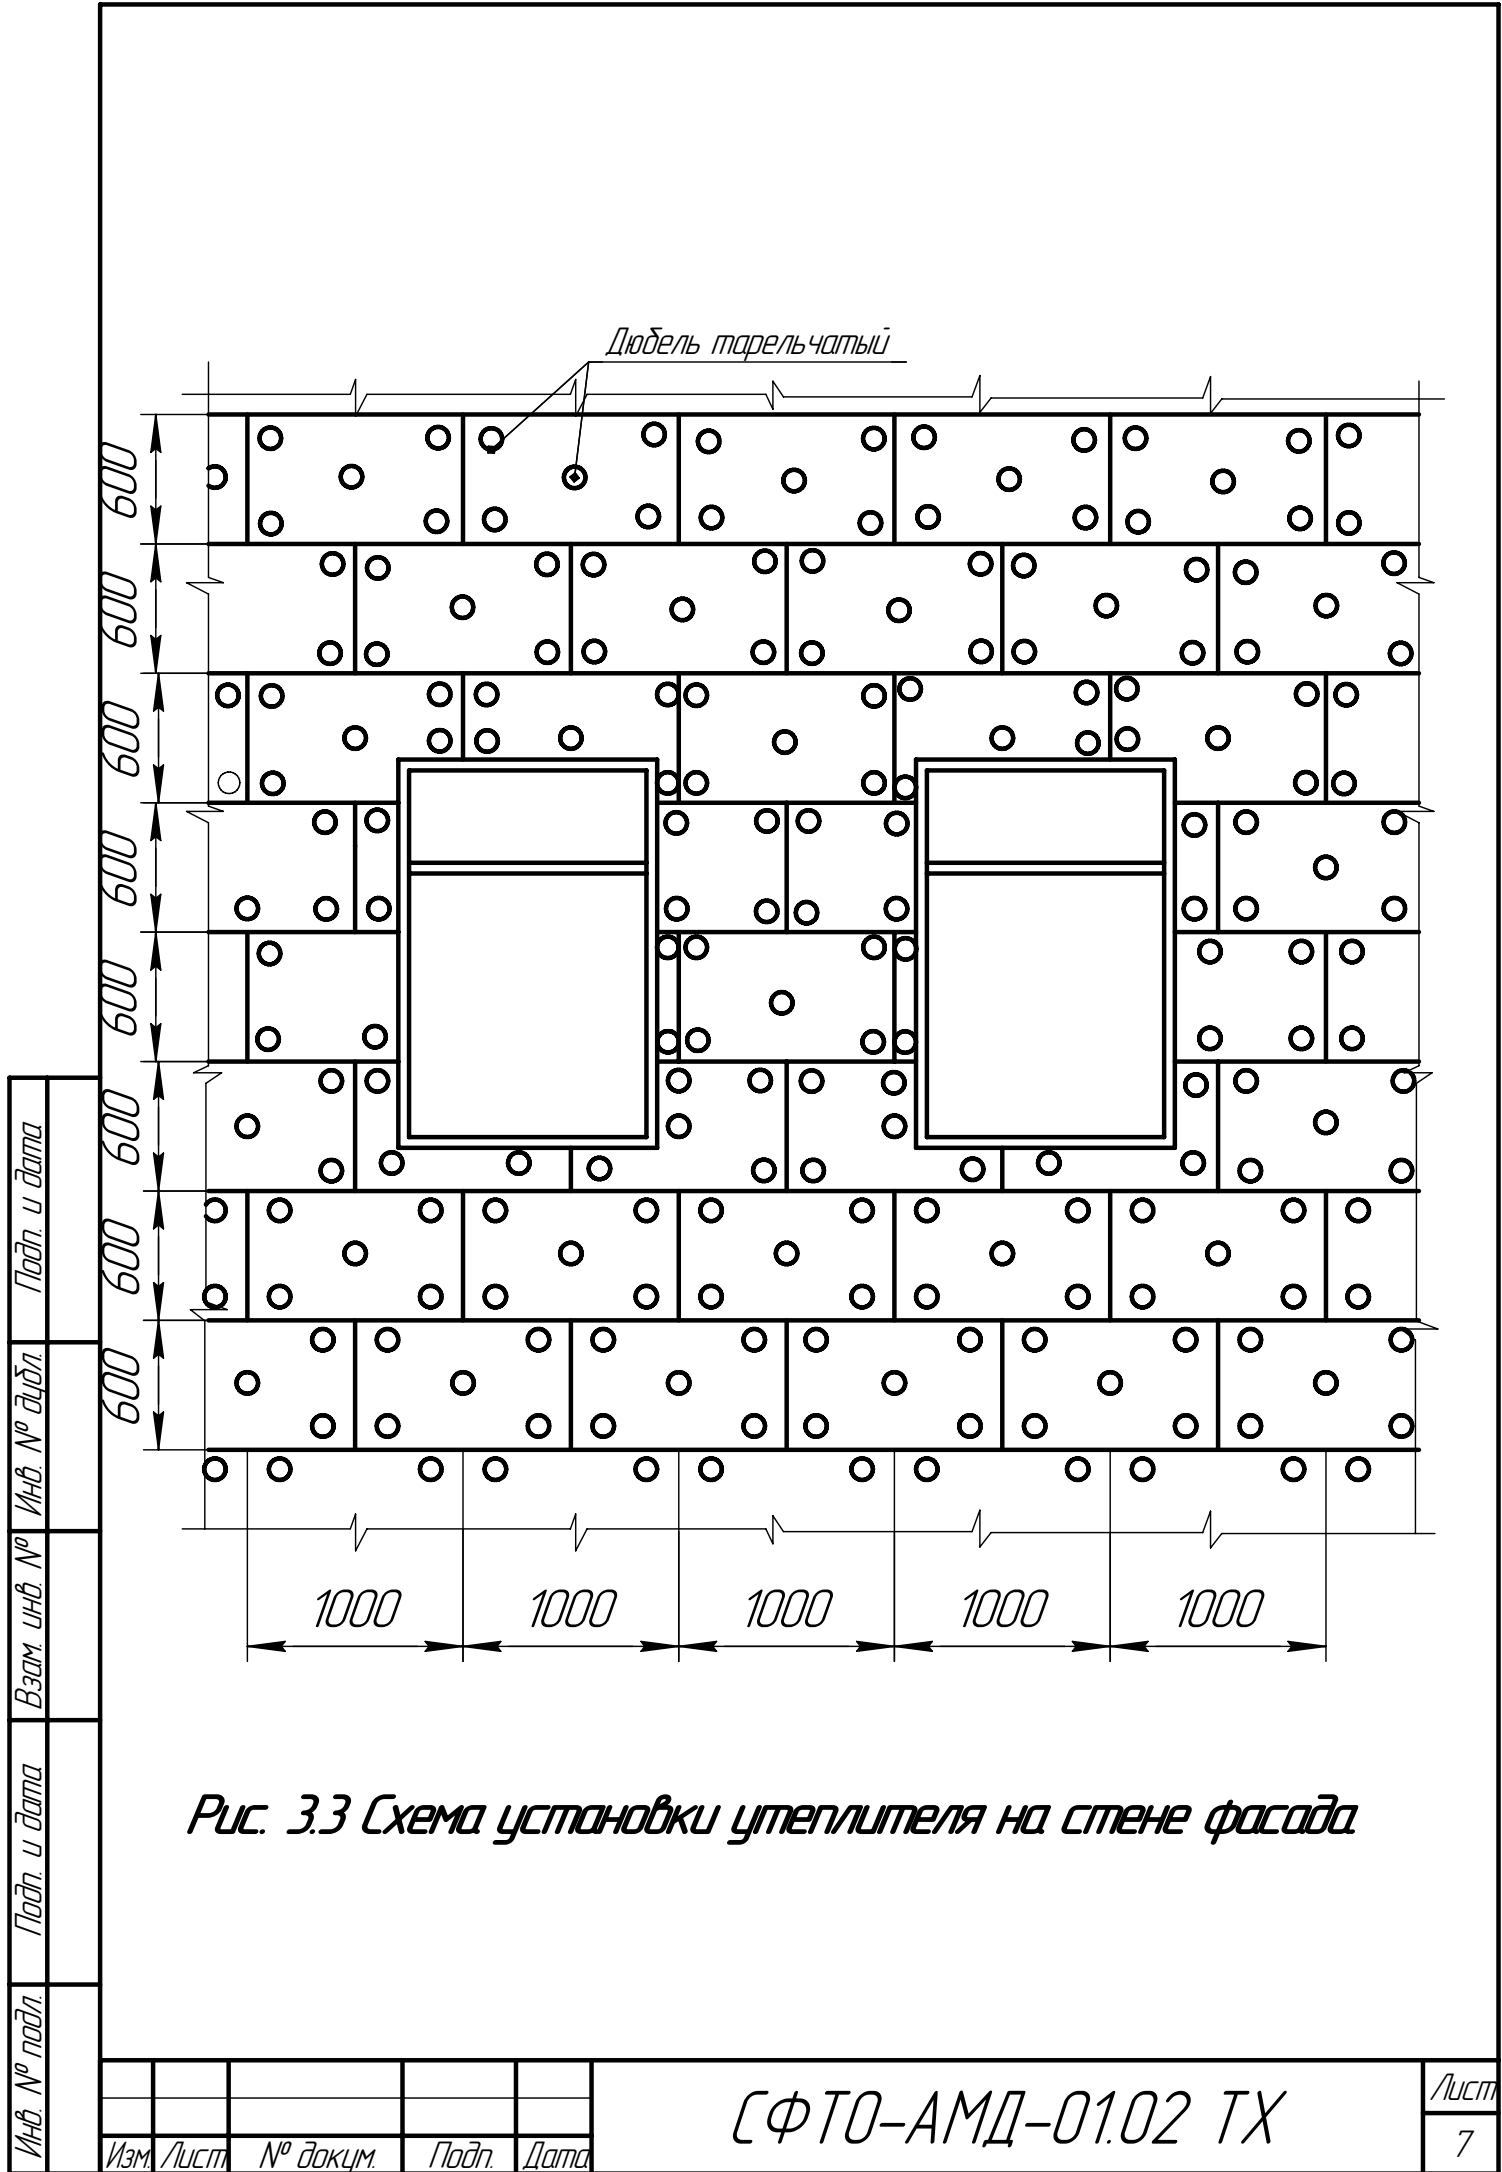 Дюбель тарельчатый
600
600
600
600
600
600
600
600
1000 1000 1000 1000 1000
Рис. 3.3 Схема установки утеплителя на стене фасада
Подп. и дата
Инв. № дубл.
Взам. инв. №
Подп. и дата
Инв. № подл.
Изм. Лист № докум. Подп. Дата
СФТО-АМД-01.02 ТХ
Лист
7